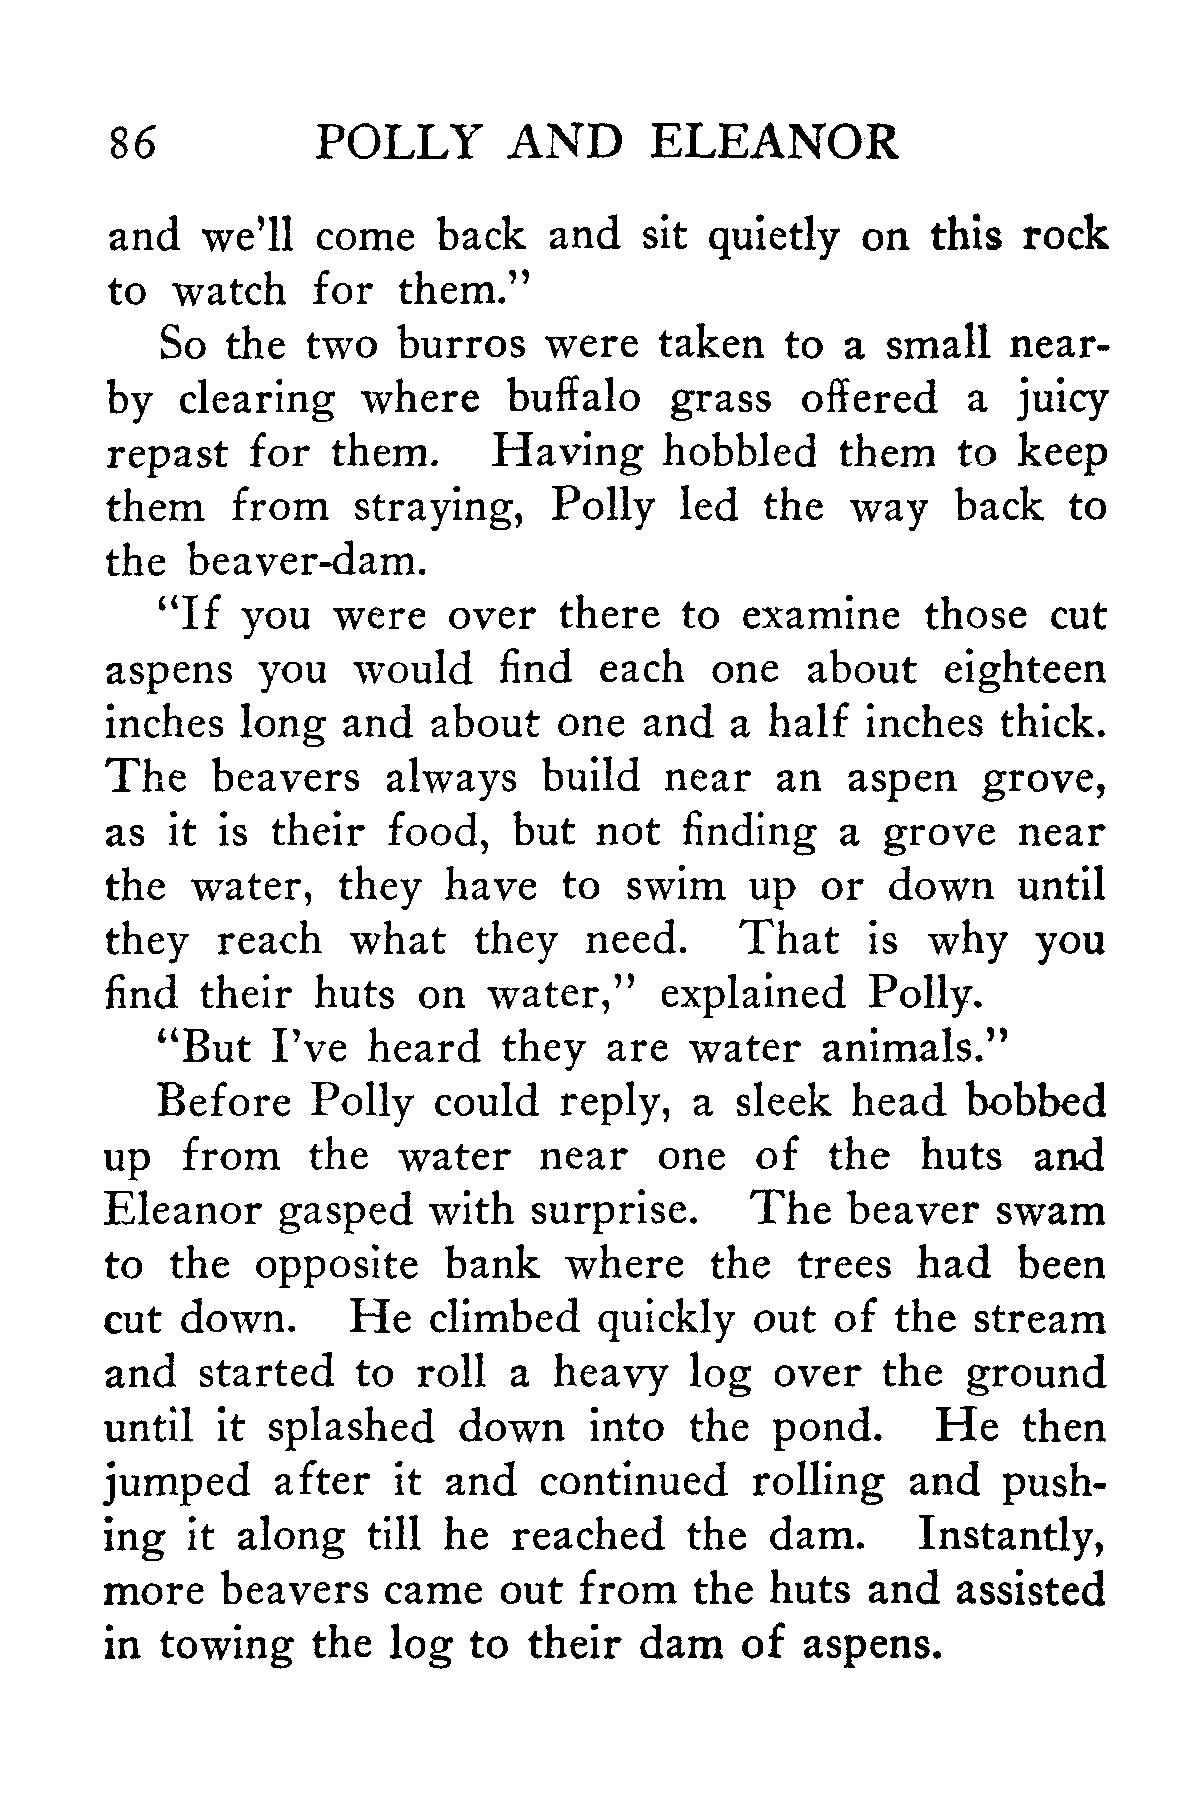 86 POLLY AND ELEANOR
and we'll come back and sit quietly on this rock
to watch for them."
So the two burros were taken to a small near-
by clearing where buffalo grass offered a juicy
repast for them. Having hobbled them to keep
them from straying, Polly led the way back to
the beaver-dam.
"If you were over there to examine those cut
aspens you would find each one about eighteen
inches long and about one and a half inches thick.
The beavers always build near an aspen grove,
as it is their food, but not finding a grove near
the water, they have to swim up or down until
they reach what they need. That is why you
find their huts on water," explained Polly.
"But I've heard they are water animals."
Before Polly could reply, a sleek head bobbed
up from the water near one of the huts and
Eleanor gasped with surprise. The beaver swam
to the opposite bank where the trees had been
cut down. He climbed quickly out of the stream
and started to roll a heavy log over the ground
until it splashed down into the pond. He then
jumped after it and continued rolling and push-
ing it along till he reached the dam. Instantly,
more beavers came out from the huts and assisted
in towing the log to their dam of aspens.